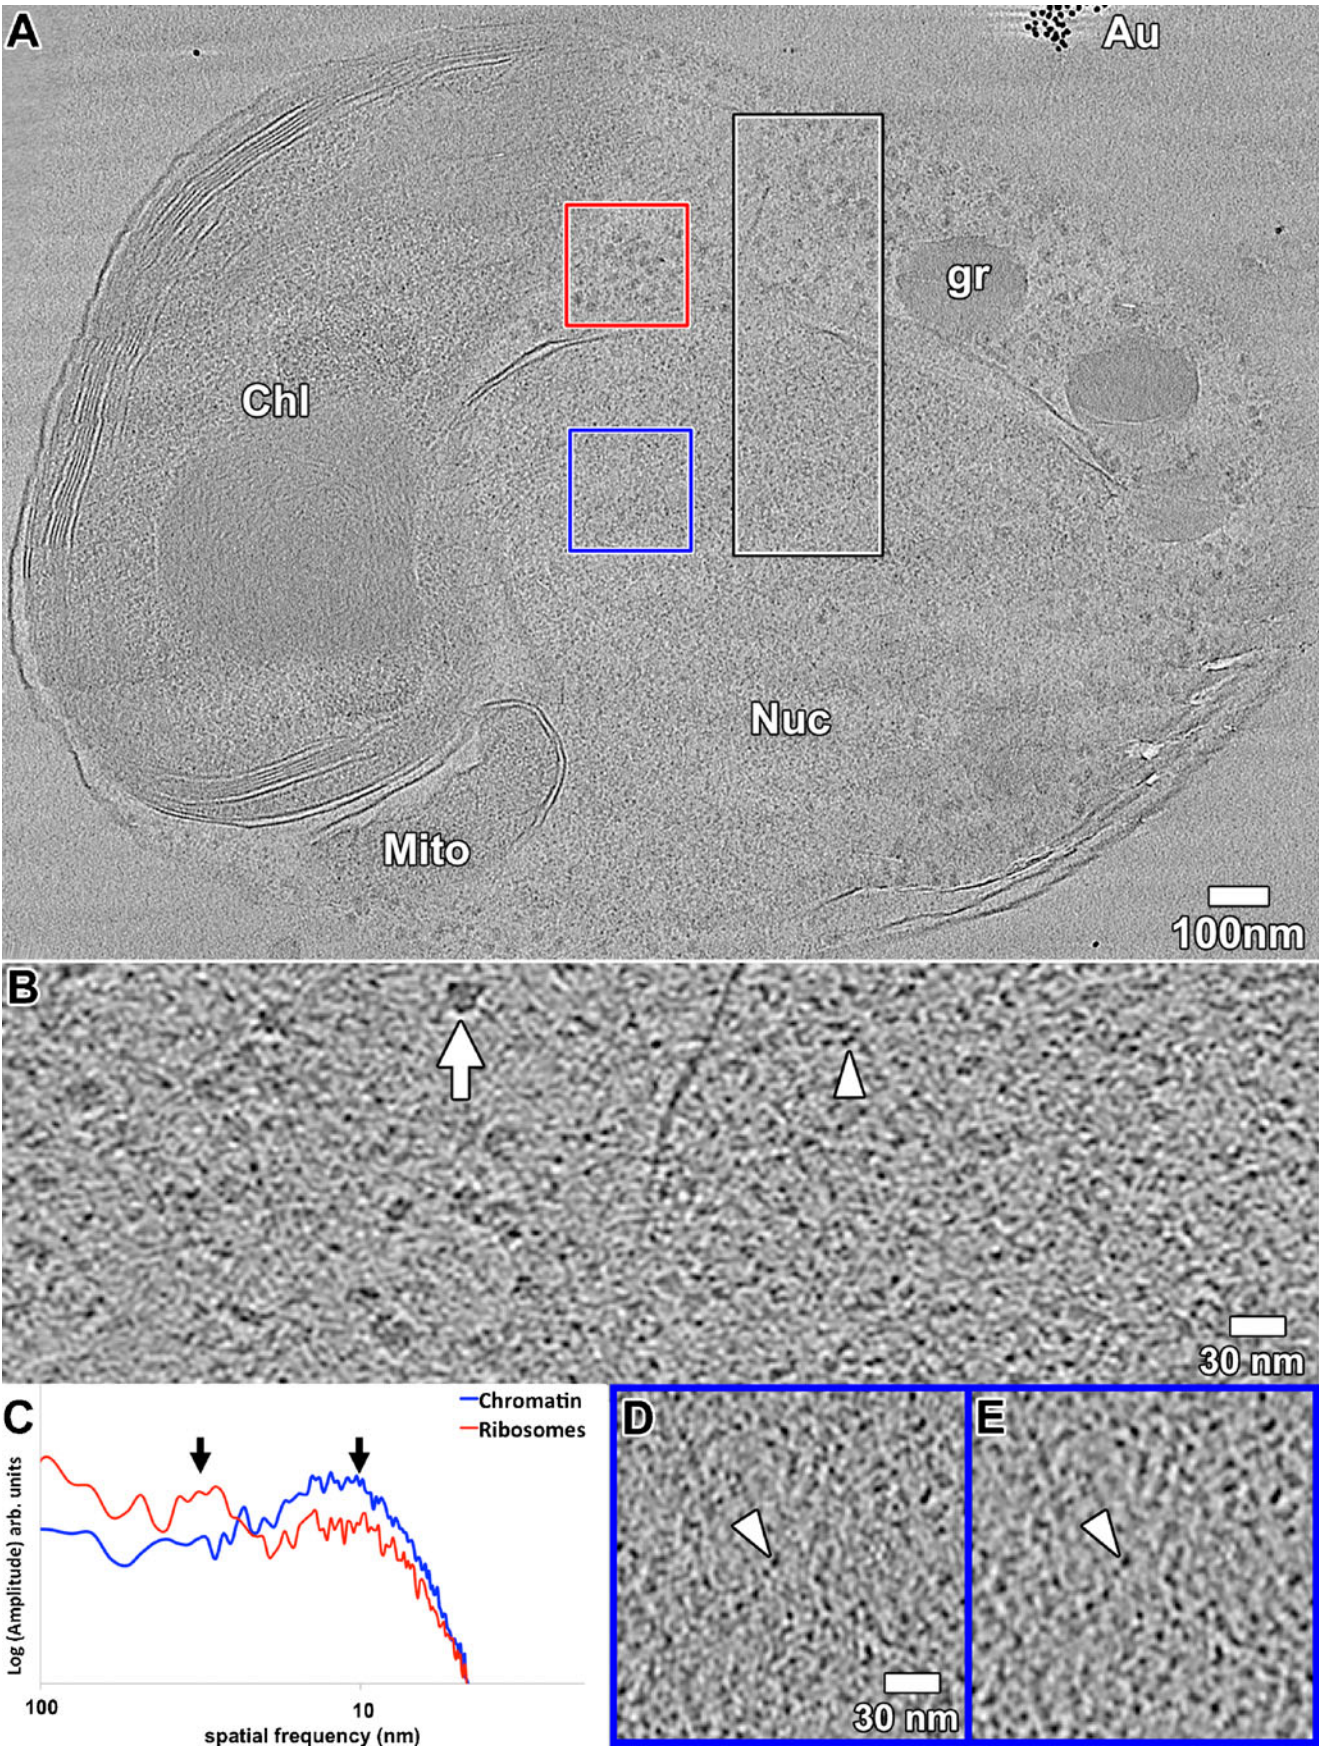 A
Au
gr
Chl
Nuc
Mito
100nm
B
30 nm
C
Chromatin
Ribosomes
Log (Amplitude) arb. units
100
10
spatial frequency (nm)
D
30 nm
E